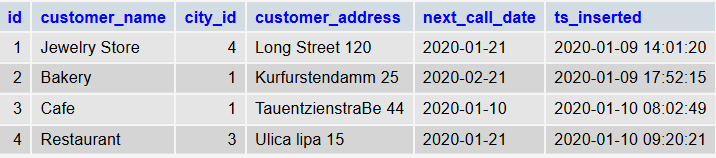 id customer_name city_id customer_address next_call_date ts_inserted
1 Jewelry Store 4 Long Street 120 2020-01-21 2020-01-09 14:01:20
2 Bakery 1 Kurfurstendamm 25 2020-02-21 2020-01-09 17:52:15
3 Cafe 1 TauentzienstraBe 44 2020-01-10 2020-01-10 08:02:49
4 Restaurant 3 Ulica lipa 15 2020-01-21 2020-01-10 09:20:21